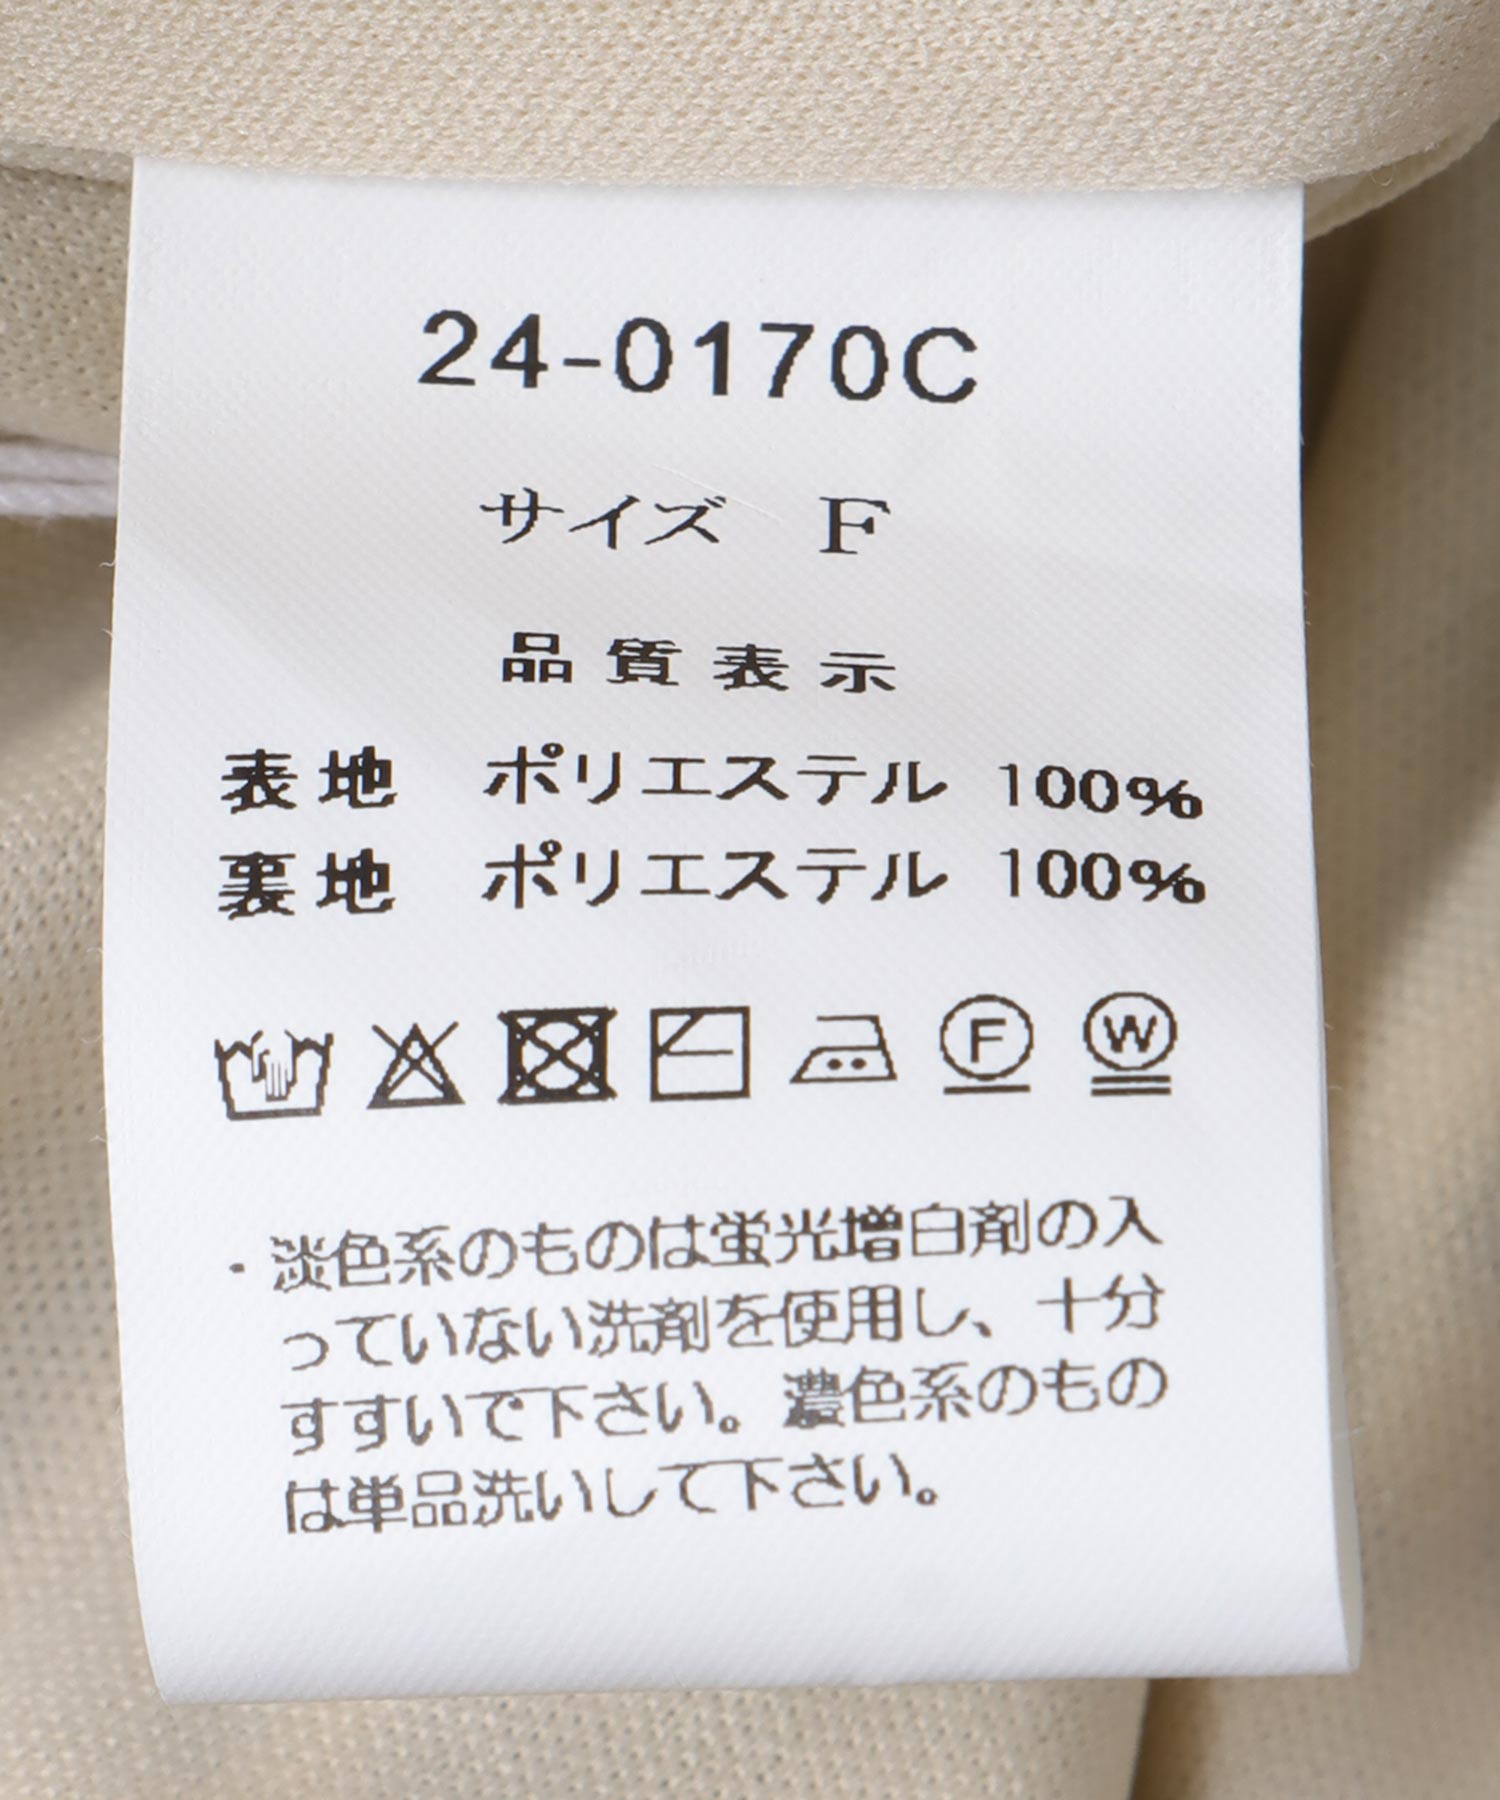 24-0170C
サイズ F
品質表示
表地 ポリエステル 100%
裏地 ポリエステル 100%
F W
・淡色系のものは蛍光増白剤の入
っていない洗剤を使用し、十分
すすいで下さい。濃色系のもの
は単品洗いして下さい。